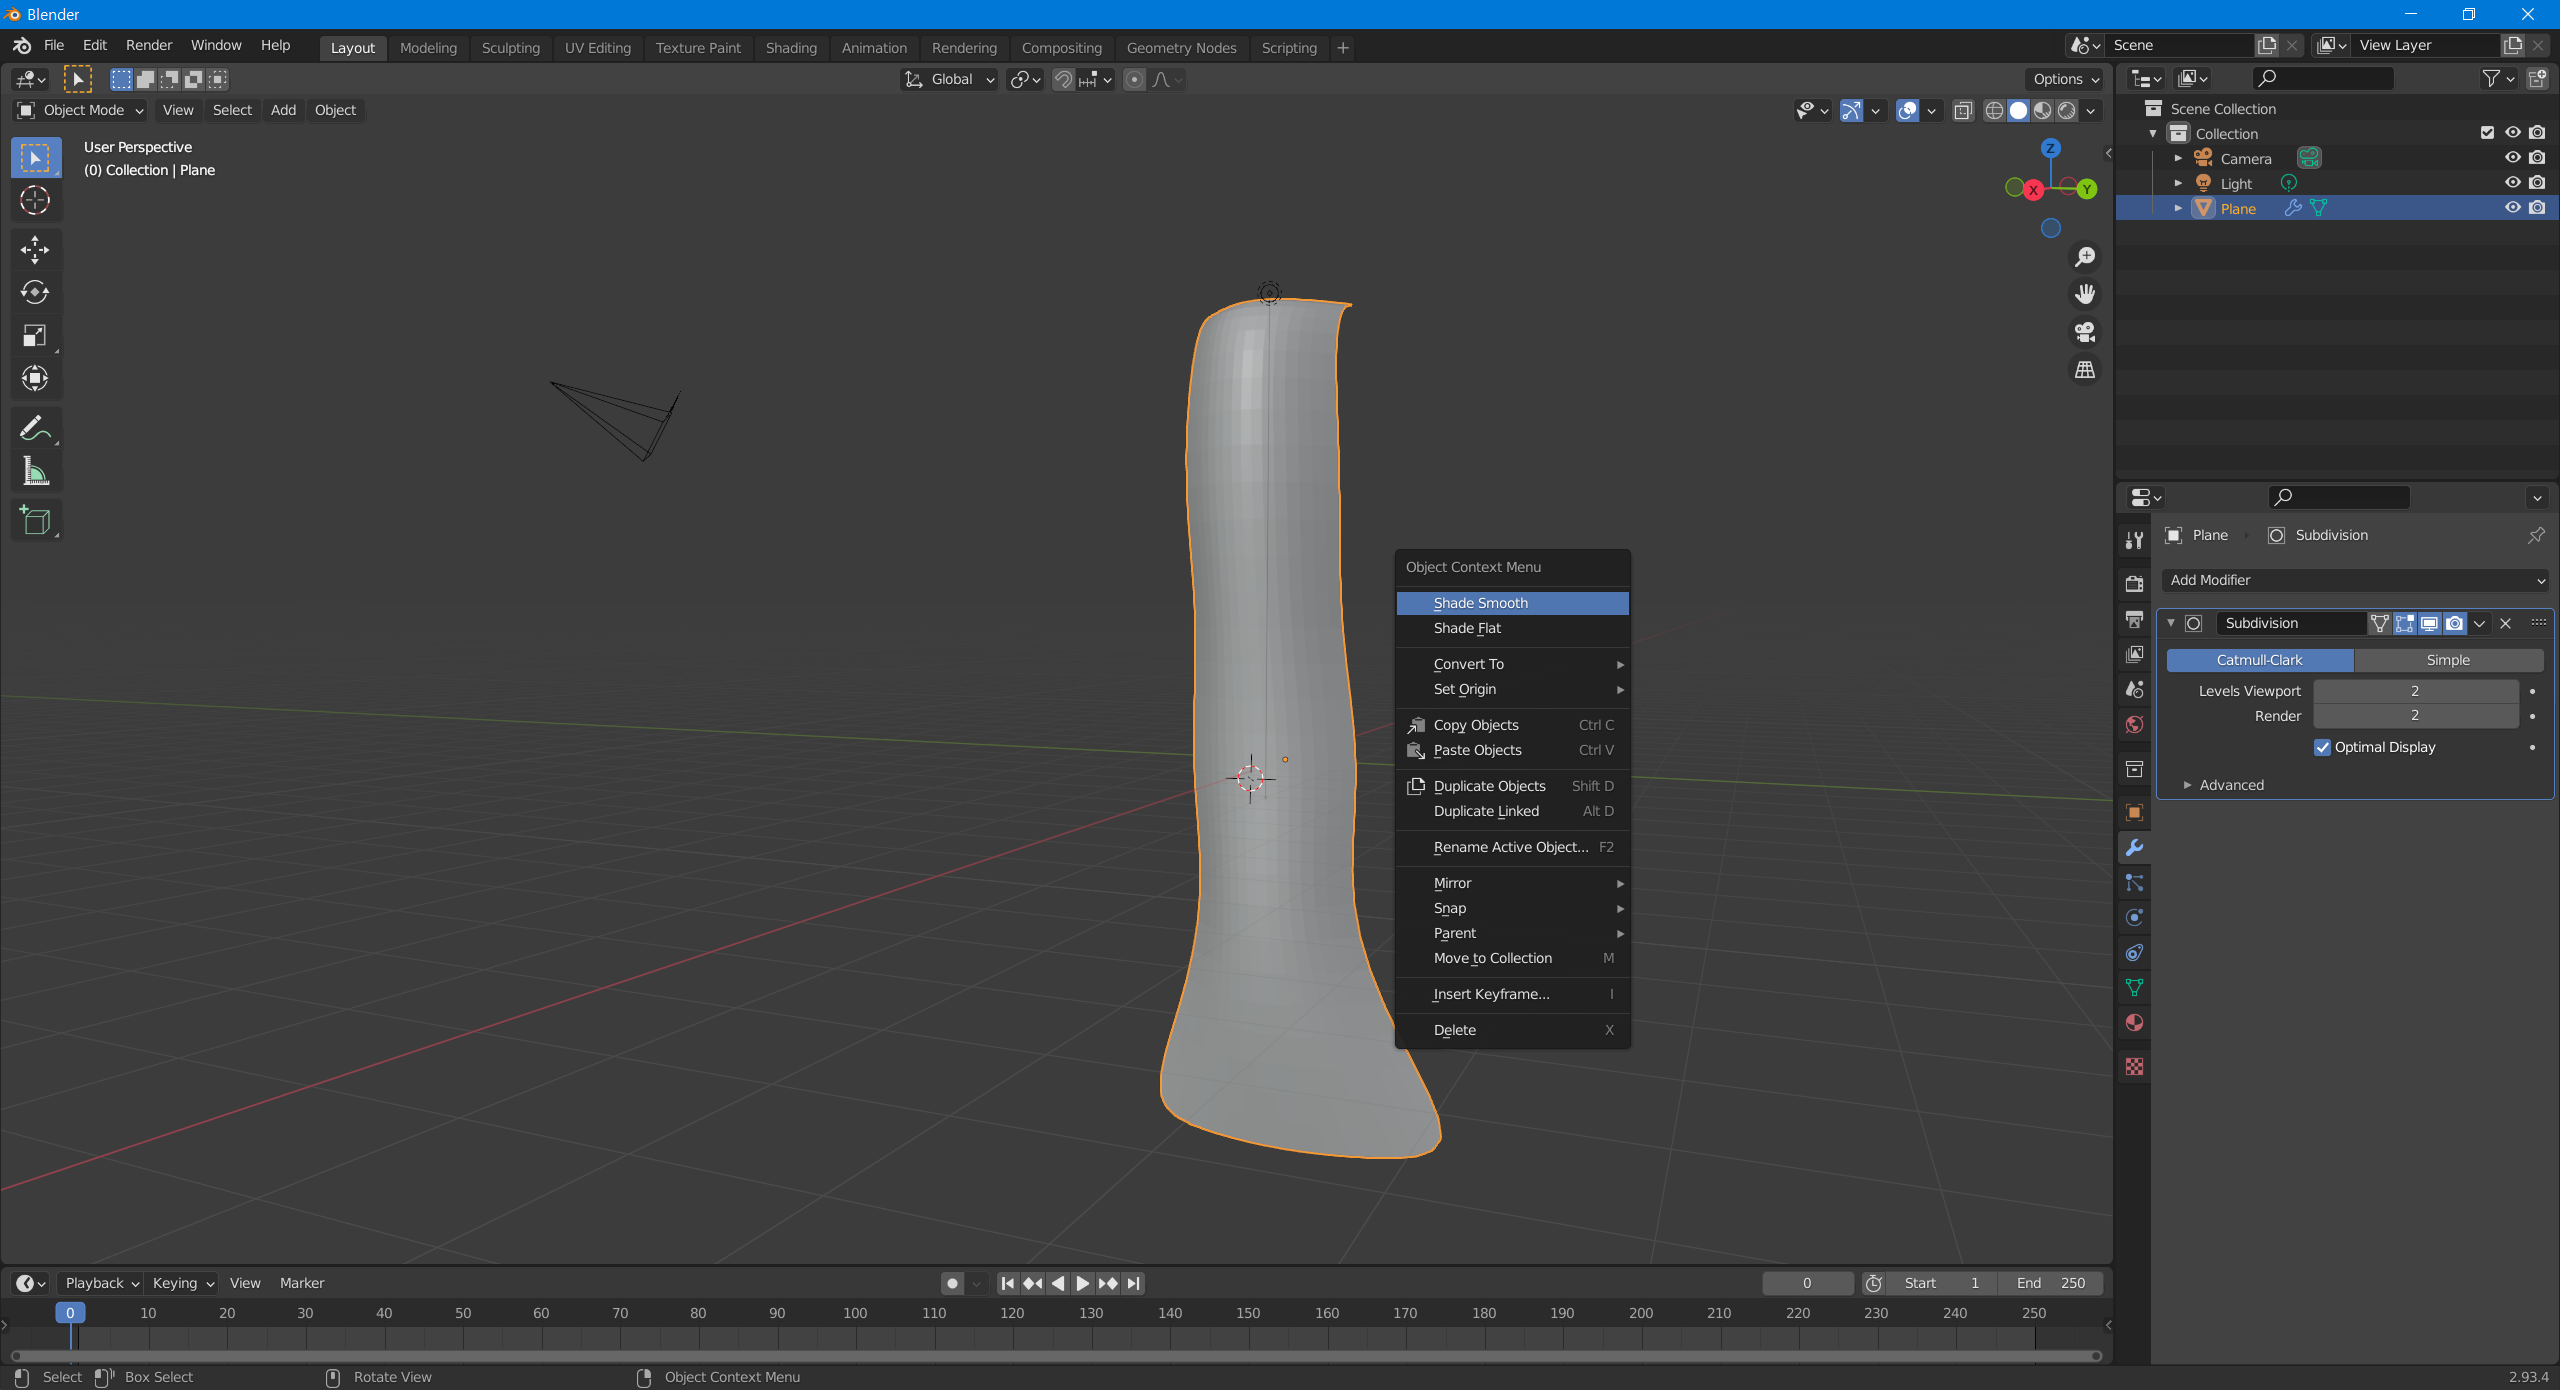 Blender
File Edit Render Window Help Layout Modeling Sculpting UV Editing Texture Paint Shading Animation Rendering Compositing Geometry Nodes Scripting + Scene View Layer
Global Options
Object Mode View Select Add Object
User Perspective
(0) Collection | Plane
Z
X Y
Scene Collection
Collection
Camera
Light
Plane
Plane Subdivision
Add Modifier
Subdivision
Catmull-Clark Simple
Levels Viewport 2
Render 2
Optimal Display
Advanced
Object Context Menu
Shade Smooth
Shade Flat
Convert To
Set Origin
Copy Objects Ctrl C
Paste Objects Ctrl V
Duplicate Objects Shift D
Duplicate Linked Alt D
Rename Active Object... F2
Mirror
Snap
Parent
Move to Collection M
Insert Keyframe... I
Delete X
Playback Keying View Marker 0 Start 1 End 250
0 10 20 30 40 50 60 70 80 90 100 110 120 130 140 150 160 170 180 190 200 210 220 230 240 250
Select Box Select Rotate View Object Context Menu 2.93.4